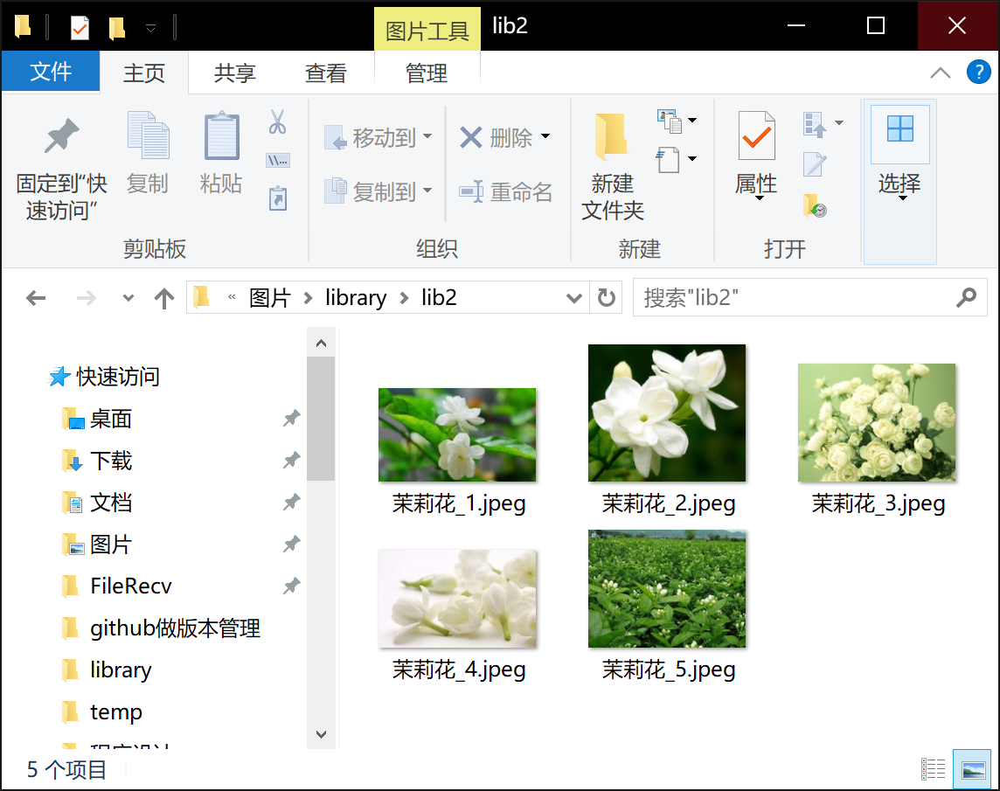 图片工具
lib2
文件
主页
共享
查看
管理
固定到“快
速访问”
复制
粘贴
剪贴板
移动到
复制到
删除
重命名
组织
新建
文件夹
新建
属性
打开
选择
« 图片 library lib2
搜索"lib2"
快速访问
桌面
下载
文档
图片
FileRecv
github做版本管理
library
temp
茉莉花_1.jpeg
茉莉花_2.jpeg
茉莉花_3.jpeg
茉莉花_4.jpeg
茉莉花_5.jpeg
5 个项目